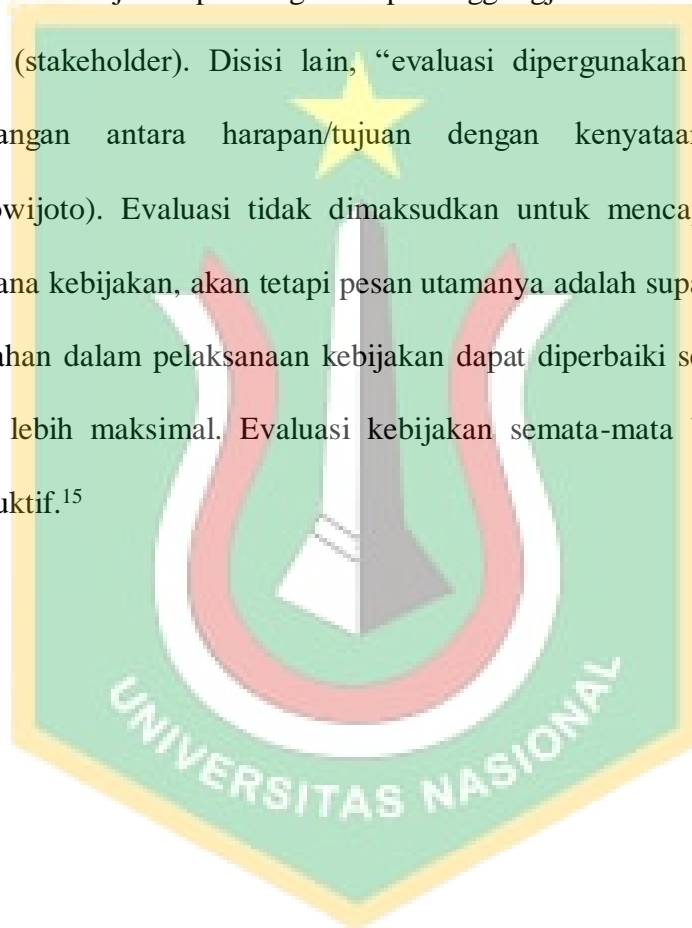 (stakeholder). Disisi lain, “evaluasi dipergunakan
angan antara harapan/tujuan dengan kenyataan
owijoto). Evaluasi tidak dimaksudkan untuk menca
ana kebijakan, akan tetapi pesan utamanya adalah supa
ahan dalam pelaksanaan kebijakan dapat diperbaiki se
lebih maksimal. Evaluasi kebijakan semata-mata
uktif.15
UNIVERSITAS NASIONAL